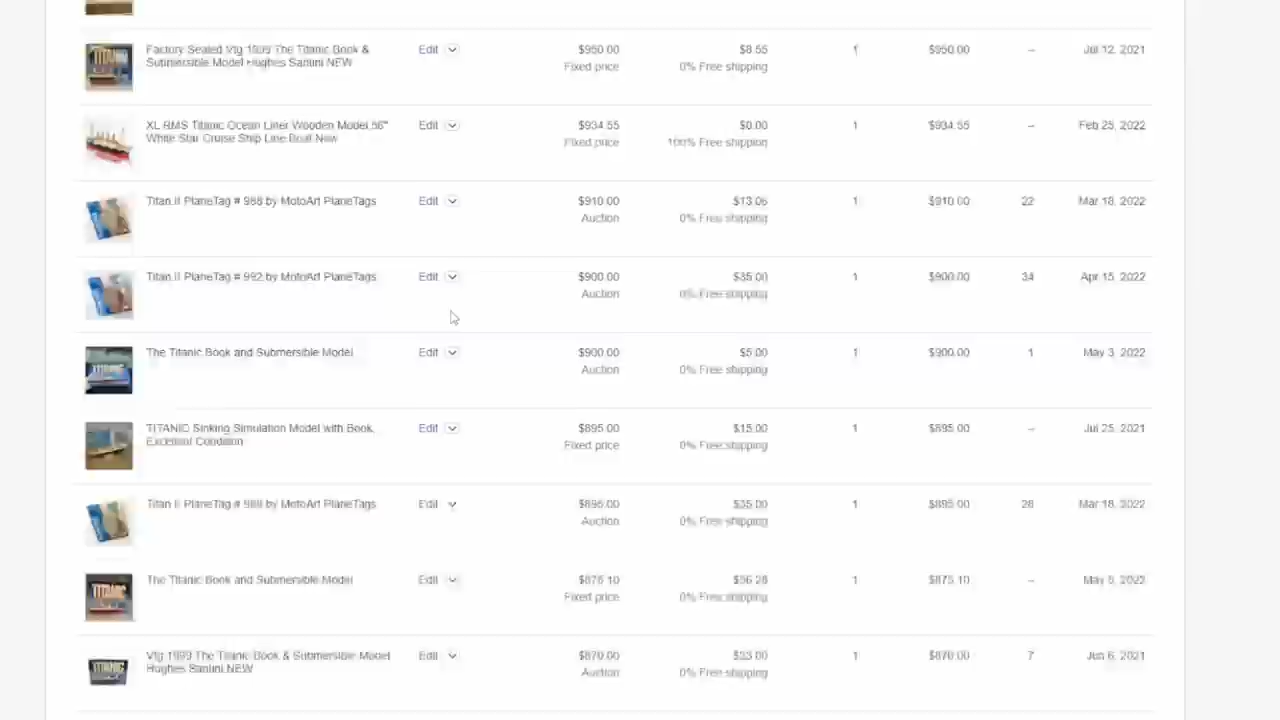 Factory Sealed Vtg 1999 The Titanic Book & Edit $950.00 $8.55 1 $950.00 – Jul 12, 2021
Submersible Model Hughes Santini NEW Fixed price 0% Free shipping
XL RMS Titanic Ocean Liner Wooden Model 56" Edit $934.55 $0.00 1 $934.55 – Feb 25, 2022
White Star Cruise Ship Line Boat New Fixed price 100% Free shipping
Titan II PlaneTag # 988 by MotoArt PlaneTags Edit $910.00 $13.05 1 $910.00 22 Mar 18, 2022
Auction 0% Free shipping
Titan II PlaneTag # 992 by MotoArt PlaneTags Edit $900.00 $35.00 1 $900.00 34 Apr 15, 2022
Auction 0% Free shipping
The Titanic Book and Submersible Model Edit $900.00 $5.00 1 $900.00 1 May 3, 2022
Auction 0% Free shipping
TITANIC Sinking Simulation Model with Book, Edit $895.00 $15.00 1 $895.00 – Jul 25, 2021
Excellent Condition Fixed price 0% Free shipping
Titan II PlaneTag # by MotoArt PlaneTags Edit $895.00 $35.00 1 $895.00 Mar 18, 2022
Auction 0% Free shipping
The Titanic Book and Submersible Model Edit $875.10 $36.28 1 $875.10 – May 2022
Fixed price 0% Free shipping
Vtg 1999 The Titanic Book & Submersible Model Edit $870.00 1 $870.00 7 Jun 6, 2021
Hughes Santini NEW Auction 0% Free shipping